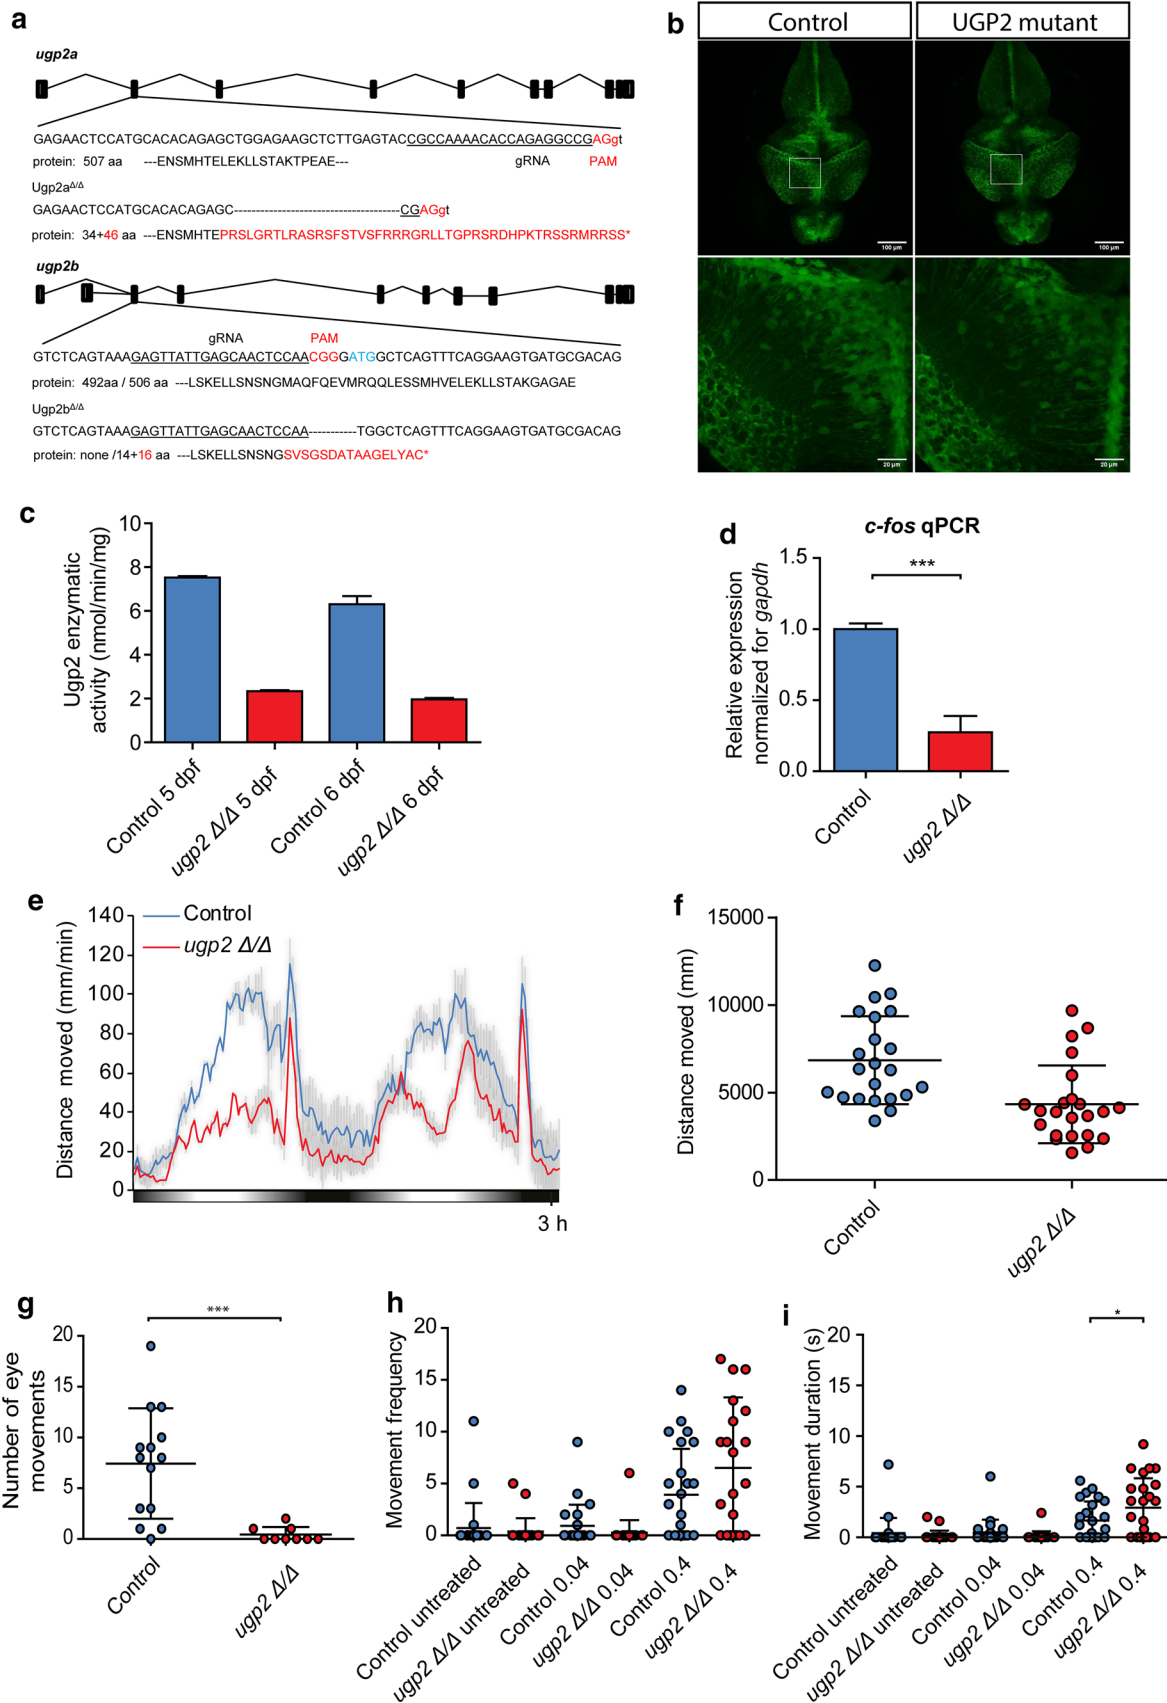 a
ugp2a
GAGAACTCCATGCACACAGAGCTGGAGAAGCTCTTGAGTACCGCCAAAACACCAGAGGCCGAGgt
protein: 507 aa ---ENSMHTELEKLLSTAKTPEAE--- gRNA PAM
Ugp2aΔ/Δ
GAGAACTCCATGCACACAGAGC--------------------------------------CGAGgt
protein: 34+46 aa ---ENSMHTEPRSLGRTLRASRSFSTVSFRRRGRLLTGPRSRDHPKTRSSRMRRSS*
ugp2b
gRNA PAM
GTCTCAGTAAAGAGTTATTGAGCAACTCCAACGGGATGGCTCAGTTTCAGGAAGTGATGCGACAG
protein: 492aa / 506 aa ---LSKELLSNSNGMAQFQEVMRQQLESSMHVELEKLLSTAKGAGAE
Ugp2bΔ/Δ
GTCTCAGTAAAGAGTTATTGAGCAACTCCAA-----------TGGCTCAGTTTCAGGAAGTGATGCGACAG
protein: none /14+16 aa ---LSKELLSNSNGSVSGSDATAAGELYAC*
b
Control UGP2 mutant
100 µm 100 µm
20 µm 20 µm
c
Ugp2 enzymatic
activity (nmol/min/mg)
10
8
6
4
2
0
Control 5 dpf
ugp2 Δ/Δ 5 dpf
Control 6 dpf
ugp2 Δ/Δ 6 dpf
d
c-fos qPCR
Relative expression
normalized for gapdh
1.5
1.0
0.5
0.0
***
Control
ugp2 Δ/Δ
e
Distance moved (mm/min)
140
120
100
80
60
40
20
0
Control
ugp2 Δ/Δ
3 h
f
Distance moved (mm)
15000
10000
5000
0
Control
ugp2 Δ/Δ
g
Number of eye
movements
20
15
10
5
0
***
Control
ugp2 Δ/Δ
h
Movement frequency
20
15
10
5
0
Control untreated
ugp2 Δ/Δ untreated
Control 0.04
ugp2 Δ/Δ 0.04
Control 0.4
ugp2 Δ/Δ 0.4
i
Movement duration (s)
20
15
10
5
0
*
Control untreated
ugp2 Δ/Δ untreated
Control 0.04
ugp2 Δ/Δ 0.04
Control 0.4
ugp2 Δ/Δ 0.4